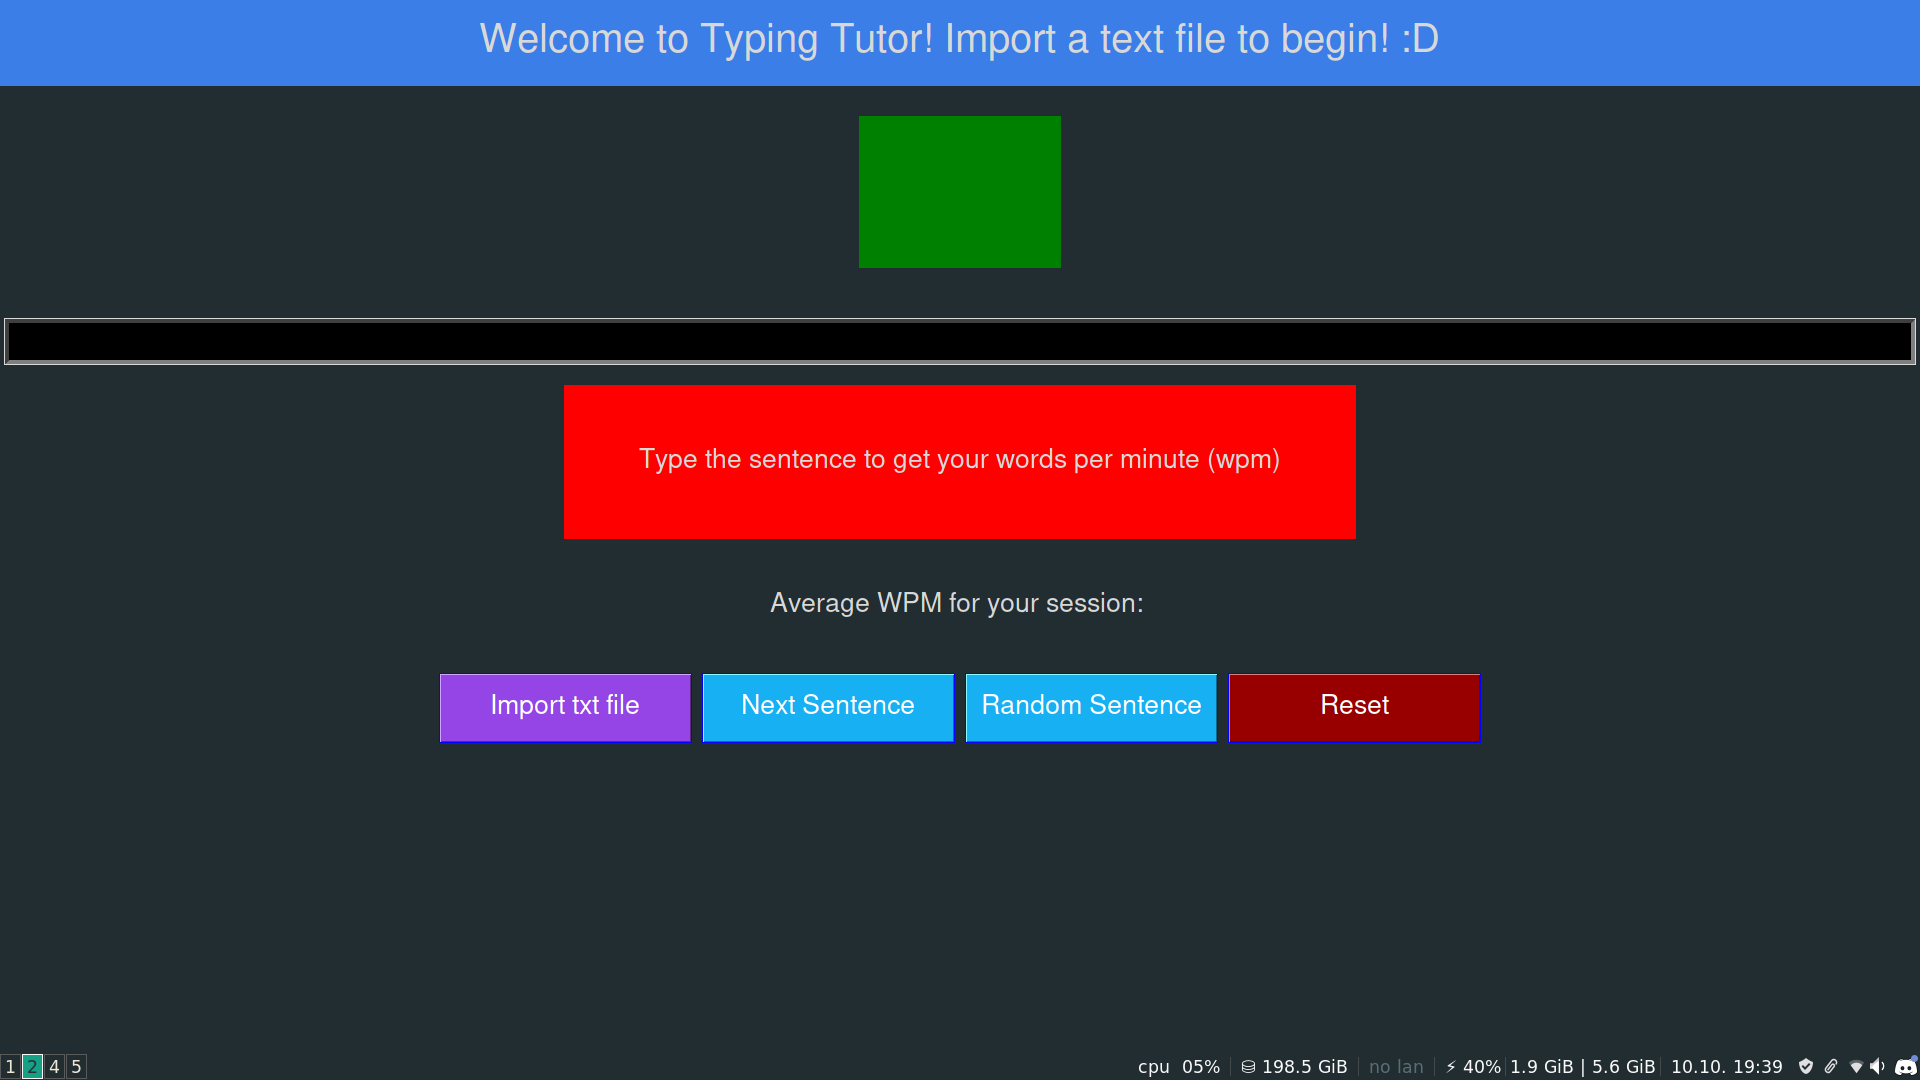 Welcome to Typing Tutor! Import a text file to begin! :D
Type the sentence to get your words per minute (wpm)
Average WPM for your session:
Import txt file Next Sentence Random Sentence Reset
1 2 4 5 cpu 05% 198.5 GiB no lan ⚡ 40% 1.9 GiB | 5.6 GiB 10.10. 19:39